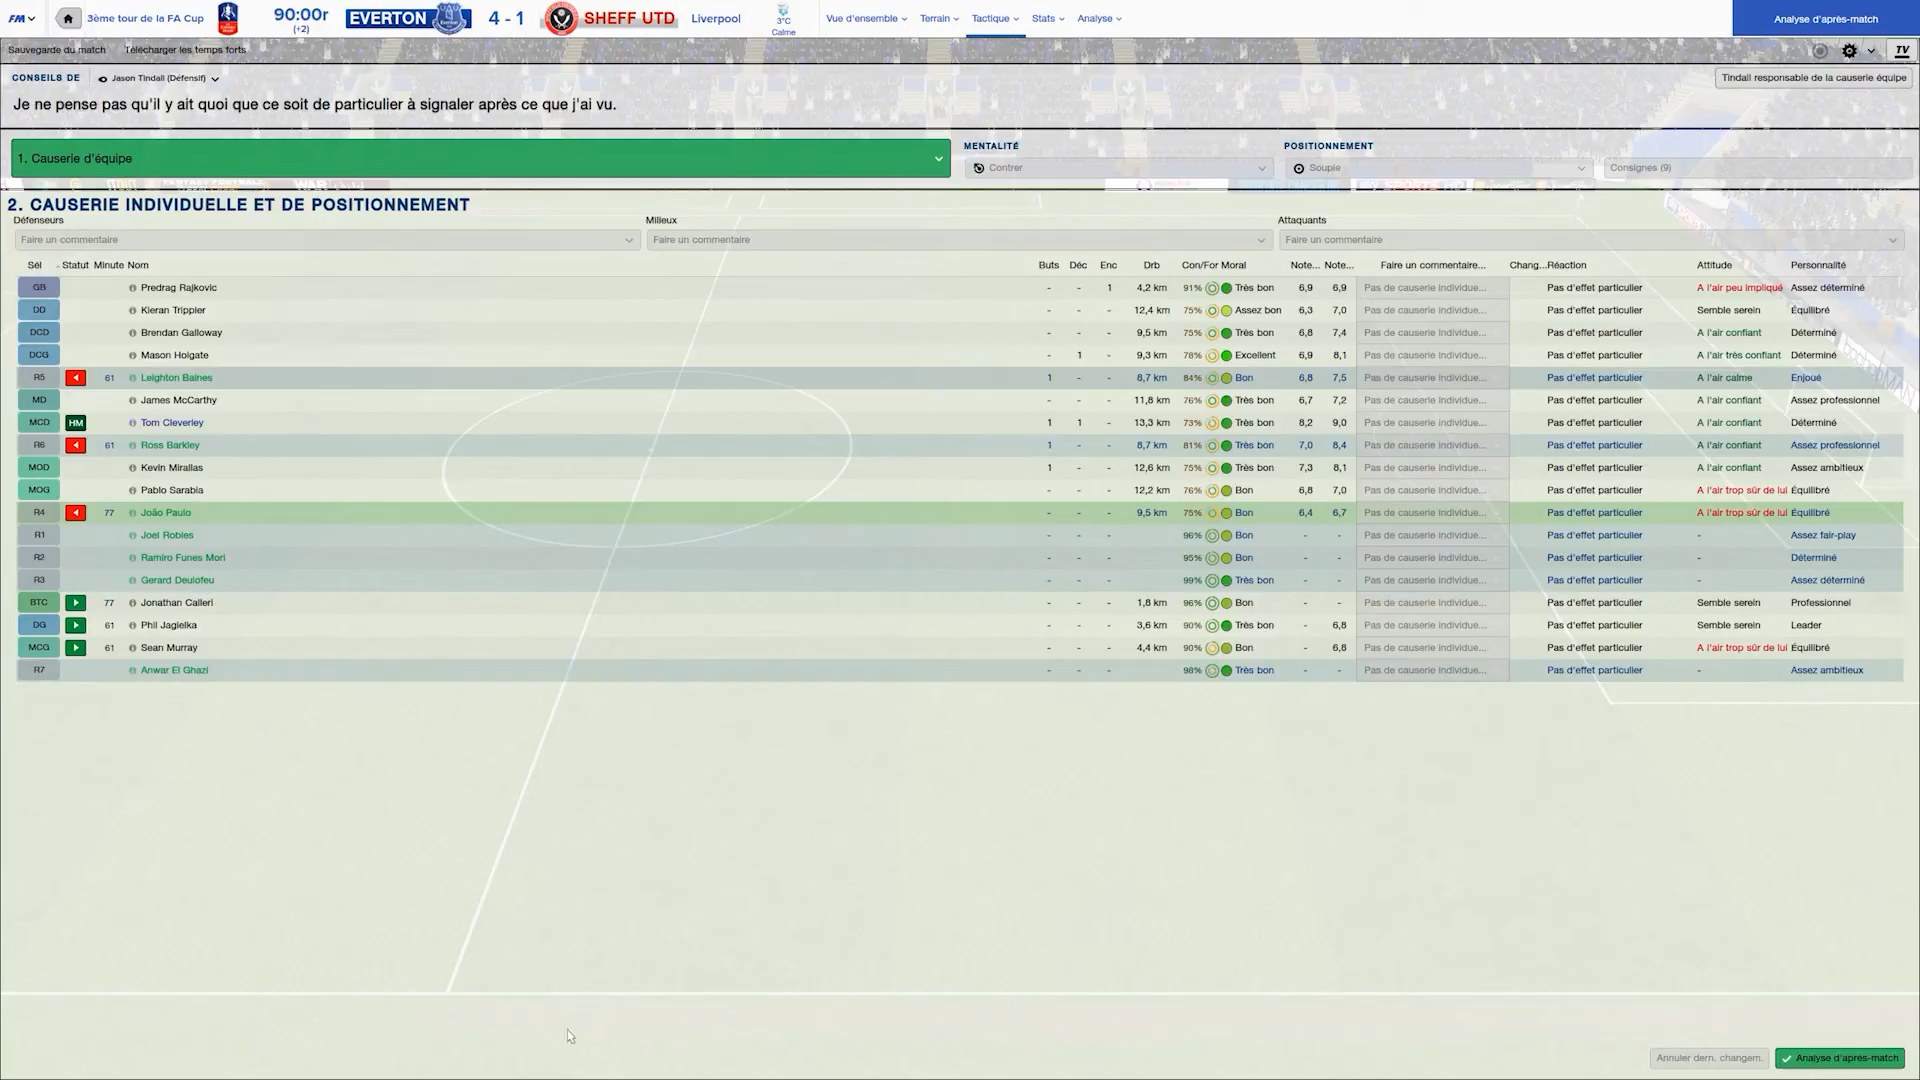 FM
3ème tour de la FA Cup
90:00r
(+2)
EVERTON
4 - 1
SHEFF UTD
Liverpool
3°C
Calme
Vue d'ensemble
Terrain
Tactique
Stats
Analyse
Analyse d'après-match
Sauvegarde du match
Télécharger les temps forts
TV
CONSEILS DE
Jason Tindall (Défensif)
Tindall responsable de la causerie équipe
Je ne pense pas qu'il y ait quoi que ce soit de particulier à signaler après ce que j'ai vu.
1. Causerie d'équipe
MENTALITÉ
Contrer
POSITIONNEMENT
Souple
Consignes (9)
2. CAUSERIE INDIVIDUELLE ET DE POSITIONNEMENT
Défenseurs
Milieux
Attaquants
Faire un commentaire
Faire un commentaire
Faire un commentaire
Sél Statut Minute Nom Buts Déc Enc Drb Con/For Moral Note... Note... Faire un commentaire... Chang... Réaction Attitude Personnalité
GB Predrag Rajkovic - - 1 4,2 km 91% Très bon 6,9 6,9 Pas de causerie individue... Pas d'effet particulier A l'air peu impliqué Assez déterminé
DD Kieran Trippier - - - 12,4 km 75% Assez bon 6,3 7,0 Pas de causerie individue... Pas d'effet particulier Semble serein Équilibré
DCD Brendan Galloway - - - 9,5 km 75% Très bon 6,8 7,4 Pas de causerie individue... Pas d'effet particulier A l'air confiant Déterminé
DCG Mason Holgate - 1 - 9,3 km 78% Excellent 6,9 8,1 Pas de causerie individue... Pas d'effet particulier A l'air très confiant Déterminé
R5 61 Leighton Baines 1 - - 8,7 km 84% Bon 6,8 7,5 Pas de causerie individue... Pas d'effet particulier A l'air calme Enjoué
MD James McCarthy - - - 11,8 km 76% Très bon 6,7 7,2 Pas de causerie individue... Pas d'effet particulier A l'air confiant Assez professionnel
MCD HM Tom Cleverley 1 1 - 13,3 km 73% Très bon 8,2 9,0 Pas de causerie individue... Pas d'effet particulier A l'air confiant Déterminé
R6 61 Ross Barkley 1 - - 8,7 km 81% Très bon 7,0 8,4 Pas de causerie individue... Pas d'effet particulier A l'air confiant Assez professionnel
MOD Kevin Mirallas 1 - - 12,6 km 75% Très bon 7,3 8,1 Pas de causerie individue... Pas d'effet particulier A l'air confiant Assez ambitieux
MOG Pablo Sarabia - - - 12,2 km 76% Bon 6,8 7,0 Pas de causerie individue... Pas d'effet particulier A l'air trop sûr de lui Équilibré
R4 77 João Paulo - - - 9,5 km 75% Bon 6,4 6,7 Pas de causerie individue... Pas d'effet particulier A l'air trop sûr de lui Équilibré
R1 Joel Robles - - - 96% Bon - - Pas de causerie individue... Pas d'effet particulier - Assez fair-play
R2 Ramiro Funes Mori - - - 95% Bon - - Pas de causerie individue... Pas d'effet particulier - Déterminé
R3 Gerard Deulofeu - - - 99% Très bon - - Pas de causerie individue... Pas d'effet particulier - Assez déterminé
BTC 77 Jonathan Calleri - - - 1,8 km 96% Bon - - Pas de causerie individue... Pas d'effet particulier Semble serein Professionnel
DG 61 Phil Jagielka - - - 3,6 km 90% Très bon - 6,8 Pas de causerie individue... Pas d'effet particulier Semble serein Leader
MCG 61 Sean Murray - - - 4,4 km 90% Bon - 6,8 Pas de causerie individue... Pas d'effet particulier A l'air trop sûr de lui Équilibré
R7 Anwar El Ghazi - - - 98% Très bon - - Pas de causerie individue... Pas d'effet particulier - Assez ambitieux
Annuler dern. changem.
Analyse d'après-match